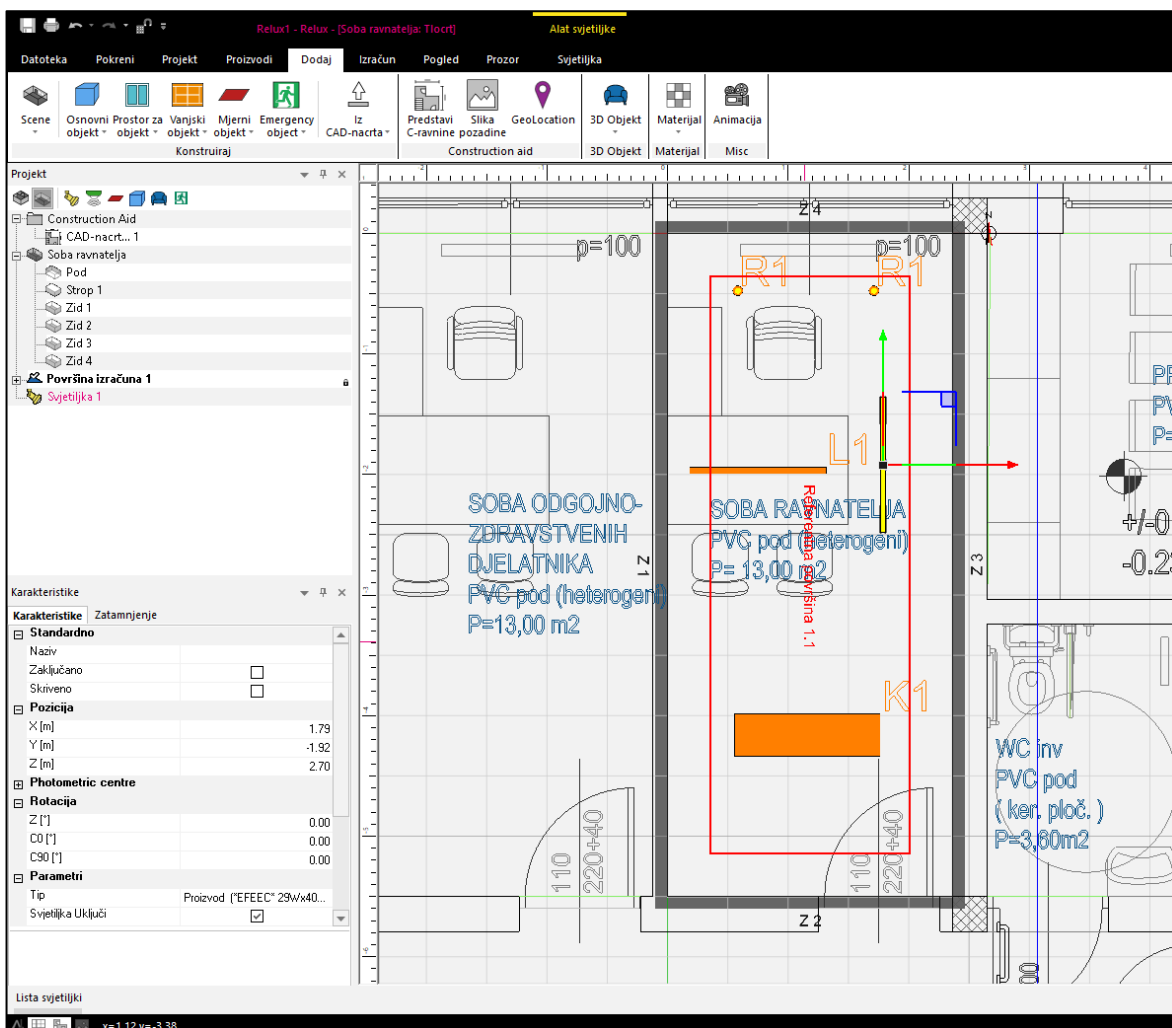 Relux1 - Relux - [Soba ravnatelja: Tlocrt]
Alat svjetiljke
Datoteka Pokreni Projekt Proizvodi Dodaj Izračun Pogled Prozor Svjetiljka
Scene
Osnovni objekt
Prostor za objekt
Vanjski objekt
Mjerni objekt
Emergency object
Iz CAD-nacrta
Predstavi C-ravnine
Slika pozadine
GeoLocation
3D Objekt
Materijal
Animacija
Konstruiraj Construction aid 3D Objekt Materijal Misc
Projekt
Construction Aid
CAD-nacrt... 1
Soba ravnatelja
Pod
Strop 1
Zid 1
Zid 2
Zid 3
Zid 4
Površina izračuna 1
Svjetiljka 1
Karakteristike
Karakteristike Zatamnjenje
Standardno
Naziv
Zaključano
Skriveno
Pozicija
X [m] 1.79
Y [m] -1.92
Z [m] 2.70
Photometric centre
Rotacija
Z [°] 0.00
C0 [°] 0.00
C90 [°] 0.00
Parametri
Tip Proizvod (*EFEEC* 29Wx40...
Svjetiljka Uključi
Lista svjetiljki
x=1.12 y=-3.38
Z 4
p=100
p=100
R1
R1
L1
SOBA ODGOJNO-
ZDRAVSTVENIH
DJELATNIKA
PVC pod (heterogeni)
P=13,00 m2
SOBA RAVNATELJA
PVC pod (heterogeni)
P= 13,00 m2
Referentna površina 1.1
Z 1
Z 3
K1
110
220+40
110
220+40
Z 2
WC inv
PVC pod
( ker. ploč. )
P=3,60m2
+/-0
-0.2